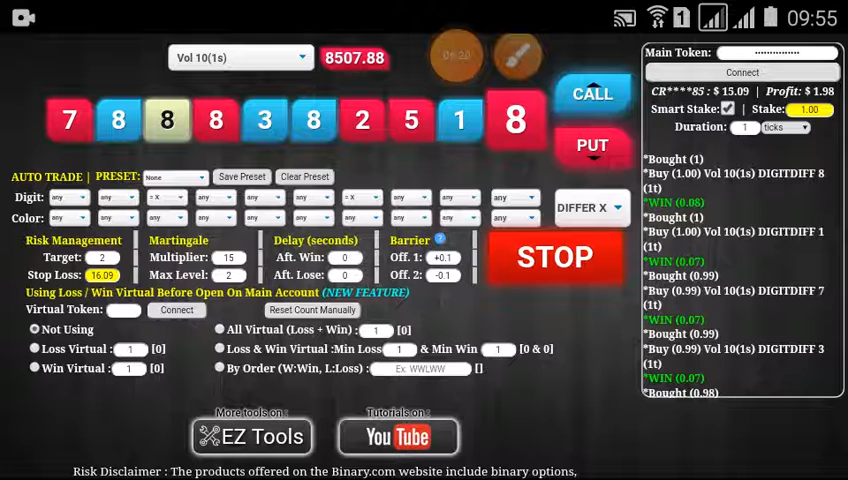 09:55
Vol 10(1s)
8507.88
06:20
7 8 8 8 3 8 2 5 1 8
CALL
PUT
AUTO TRADE | PRESET: None Save Preset Clear Preset
Digit: any any = X any any any = X any any any
Color: any any any any any any any any any any
DIFFER X
Risk Management
Target: 2
Stop Loss: 16.09
Martingale
Multiplier: 15
Max Level: 2
Delay (seconds)
Aft. Win: 0
Aft. Lose: 0
Barrier ?
Off. 1: +0.1
Off. 2: -0.1
STOP
Using Loss / Win Virtual Before Open On Main Account (NEW FEATURE)
Virtual Token: Connect Reset Count Manually
Not Using
All Virtual (Loss + Win) : 1 [0]
Loss Virtual : 1 [0]
Loss & Win Virtual :Min Loss 1 & Min Win 1 [0 & 0]
Win Virtual : 1 [0]
By Order (W:Win, L:Loss) : Ex: WWLWW []
More tools on :
EZ Tools
Tutorials on :
YouTube
Risk Disclaimer : The products offered on the Binary.com website include binary options,
Main Token: ···············
Connect
CR****85 : $ 15.09 | Profit: $ 1.98
Smart Stake: | Stake: 1.00
Duration: 1 ticks
*Bought (1)
*Buy (1.00) Vol 10(1s) DIGITDIFF 8
(1t)
*WIN (0.08)
*Bought (1)
*Buy (1.00) Vol 10(1s) DIGITDIFF 1
(1t)
*WIN (0.07)
*Bought (0.99)
*Buy (0.99) Vol 10(1s) DIGITDIFF 7
(1t)
*WIN (0.07)
*Bought (0.99)
*Buy (0.99) Vol 10(1s) DIGITDIFF 3
(1t)
*WIN (0.07)
*Bought (0.98)